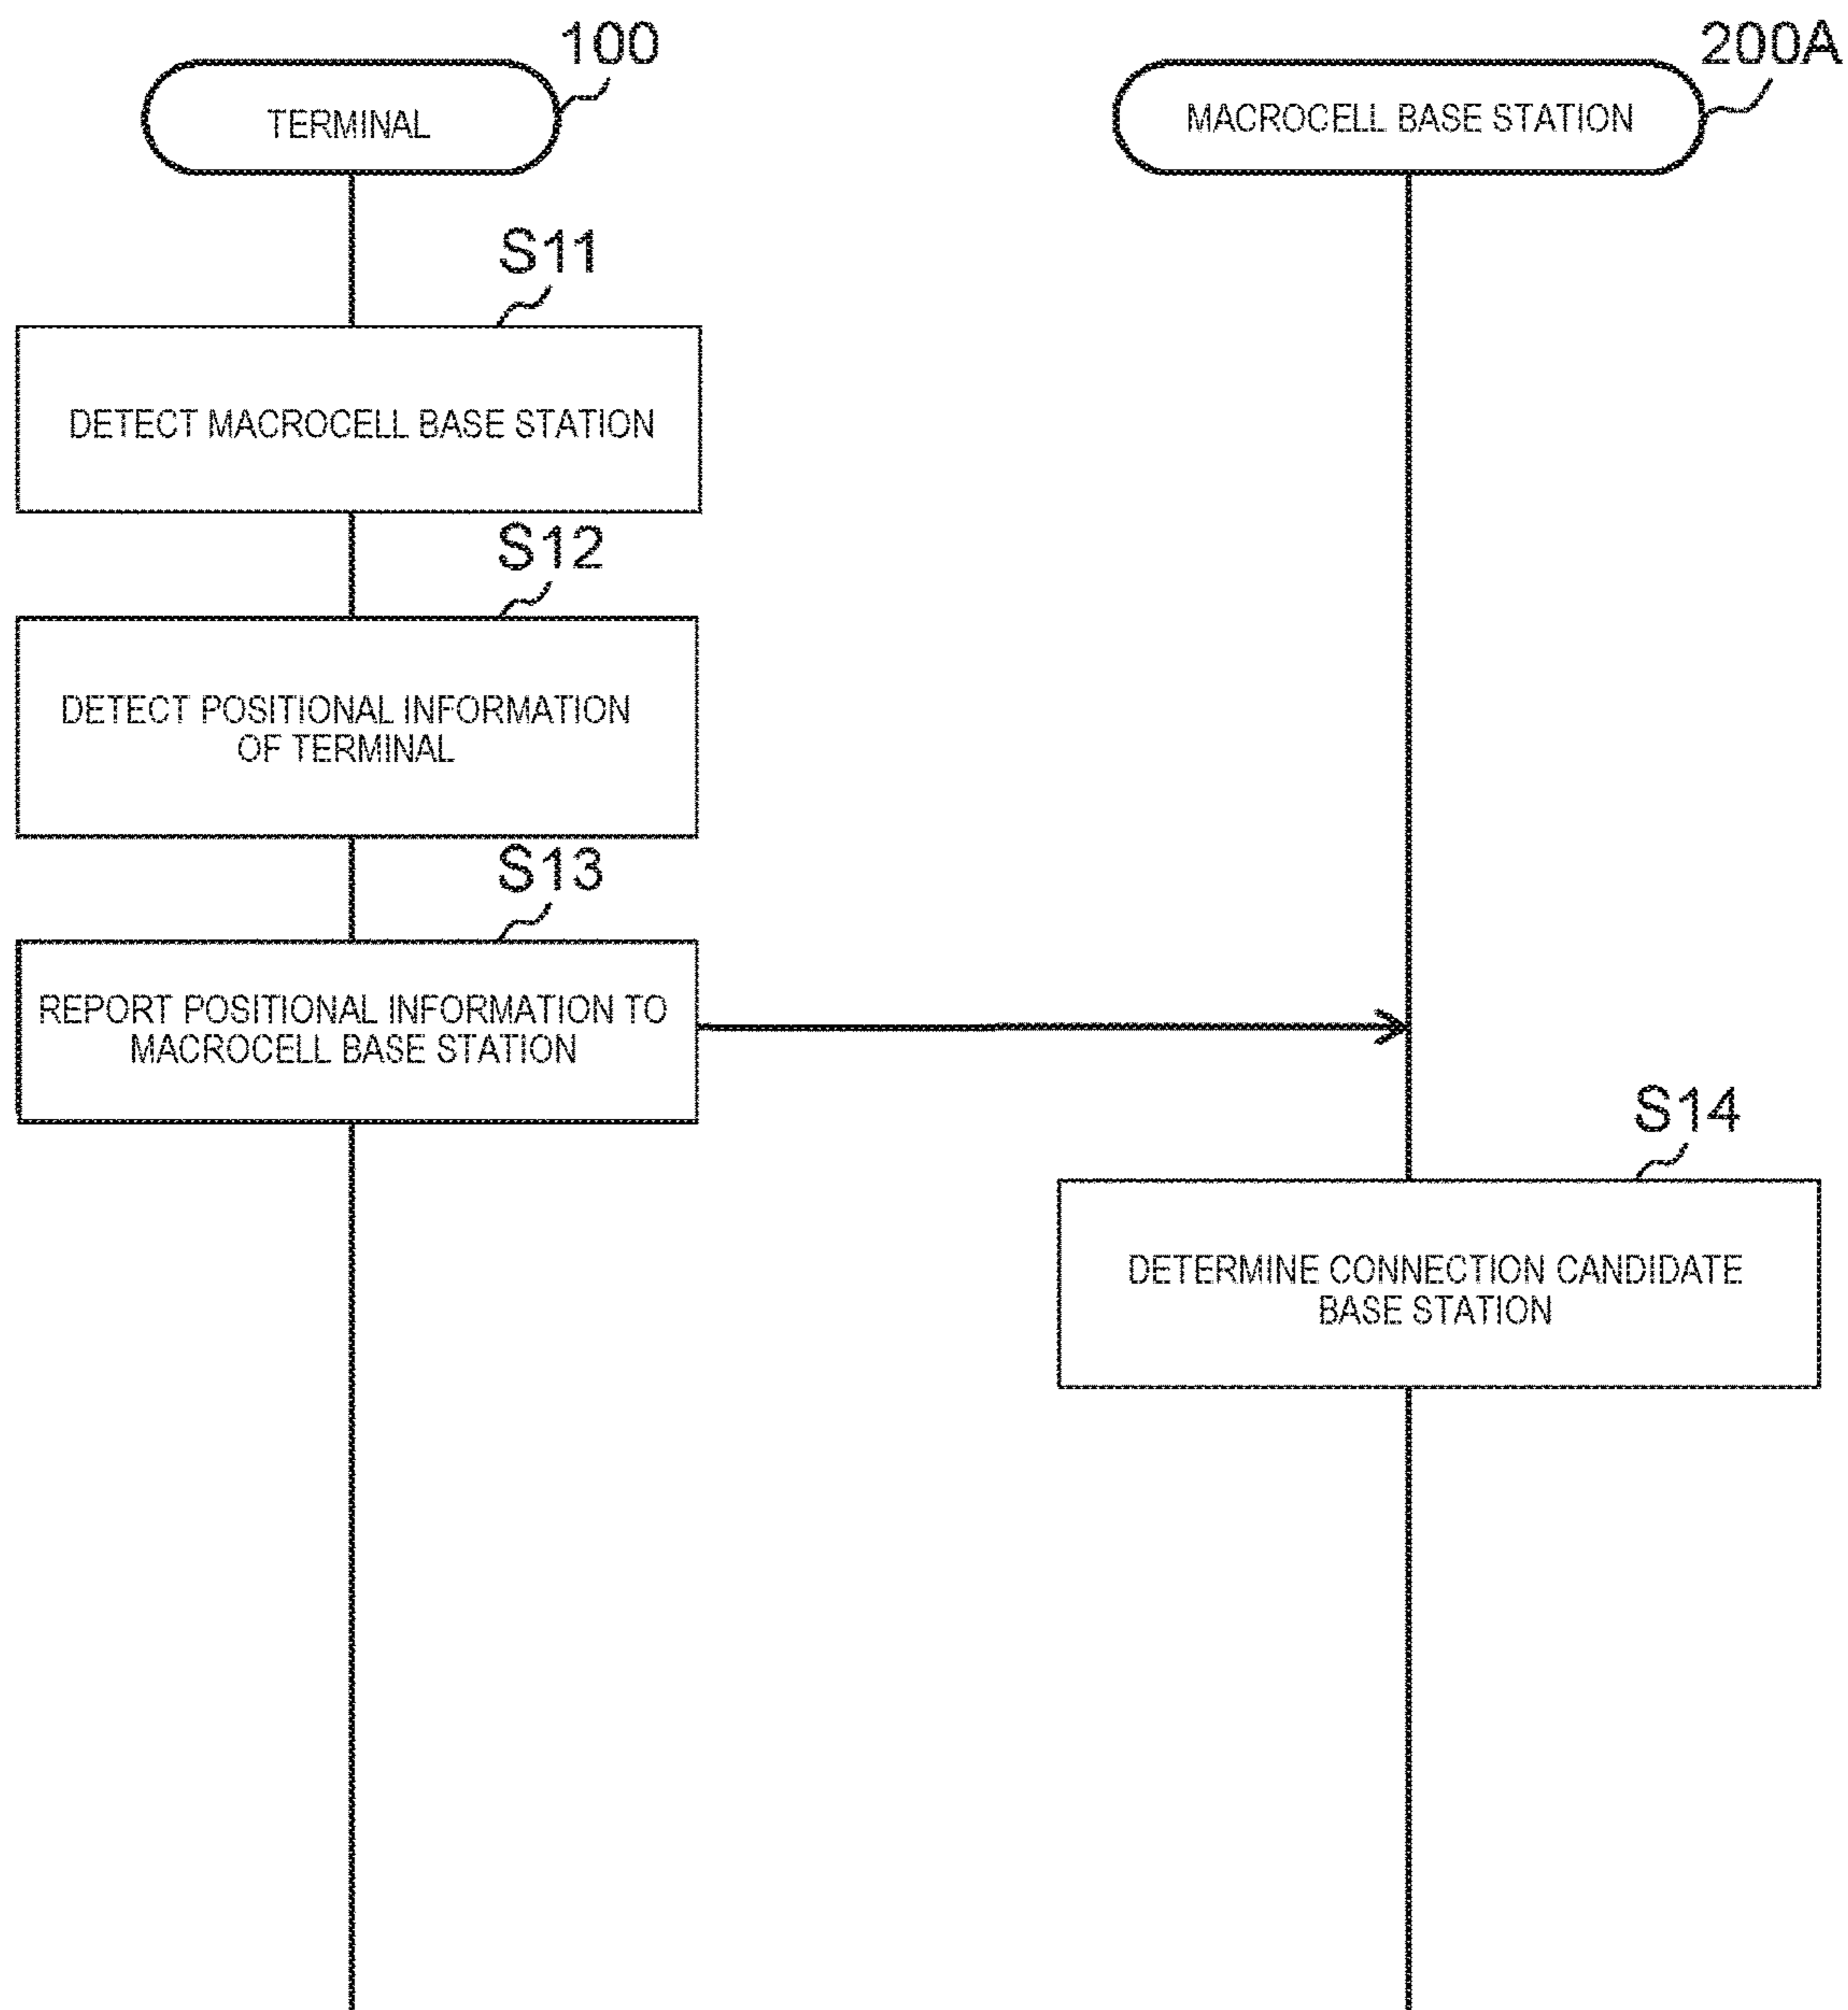 100
200A
TERMINAL
MACROCELL BASE STATION
S11
DETECT MACROCELL BASE STATION
S12
DETECT POSITIONAL INFORMATION
OF TERMINAL
S13
REPORT POSITIONAL INFORMATION TO
MACROCELL BASE STATION
S14
DETERMINE CONNECTION CANDIDATE
BASE STATION